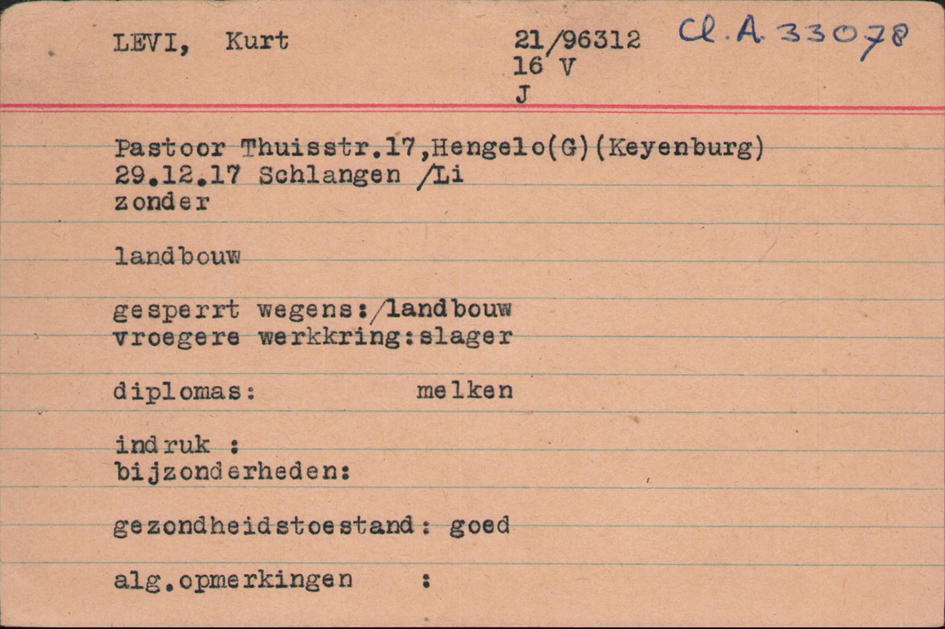 LEVI, Kurt 21/96312 Cl. A. 33078
16 V
J
Pastoor Thuisstr.17,Hengelo(G)(Keyenburg)
29.12.17 Schlangen /Li
zonder
landbouw
gesperrt wegens:/landbouw
vroegere werkkring:slager
diplomas: melken
indruk :
bijzonderheden:
gezondheidstoestand: goed
alg.opmerkingen :